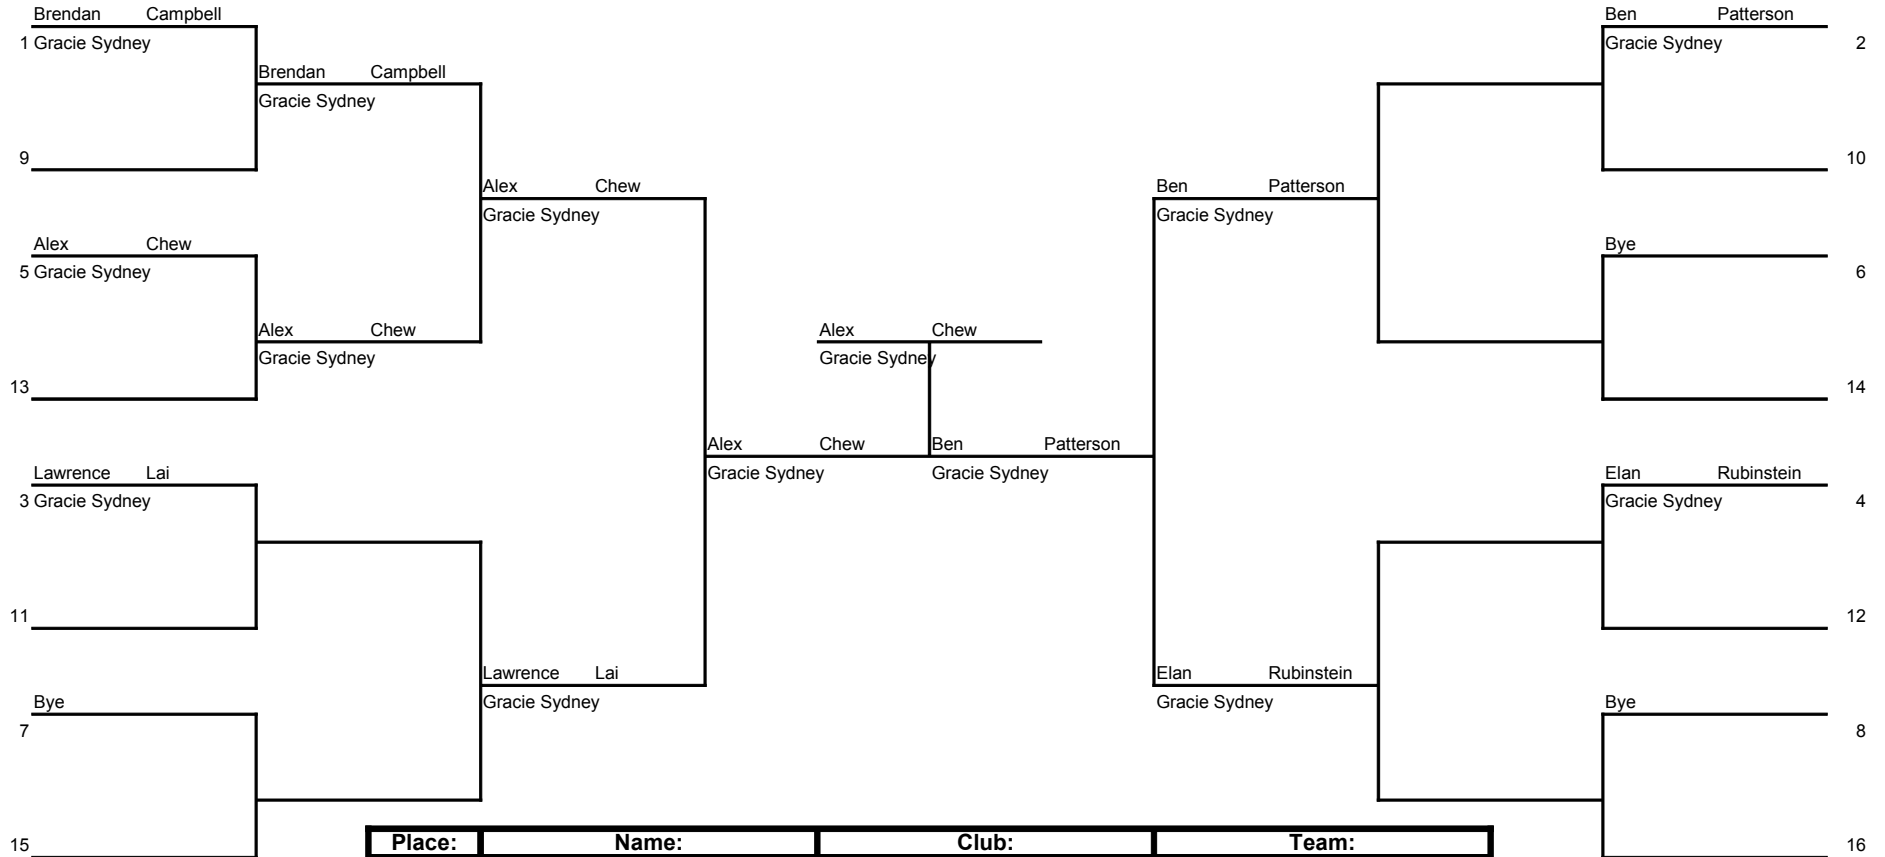 Brendan Campbell Ben Patterson
1 Gracie Sydney Gracie Sydney 2
Brendan Campbell
Gracie Sydney
9 10
Alex Chew Ben Patterson
Gracie Sydney Gracie Sydney
Alex Chew Bye
5 Gracie Sydney 6
Alex Chew Alex Chew
Gracie Sydney Gracie Sydney
13 14
Alex Chew Ben Patterson
Gracie Sydney Gracie Sydney
Lawrence Lai Elan Rubinstein
3 Gracie Sydney Gracie Sydney 4
11 12
Lawrence Lai Elan Rubinstein
Gracie Sydney Gracie Sydney
Bye Bye
7 8
15 Place: Name: Club: Team: 16